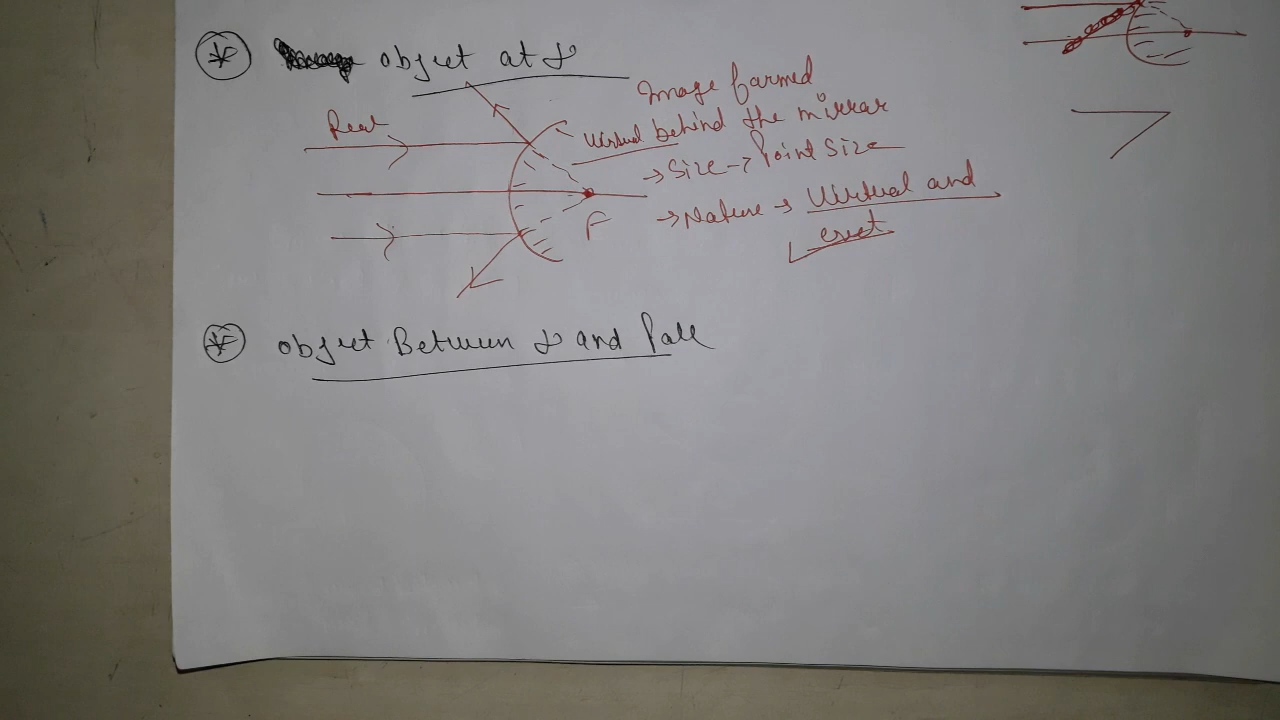 object at ∞
Real
Image formed
virtual behind the mirror
→ Size → Point Size
→ Nature → Virtual and
erect
F
object Between ∞ and Pole